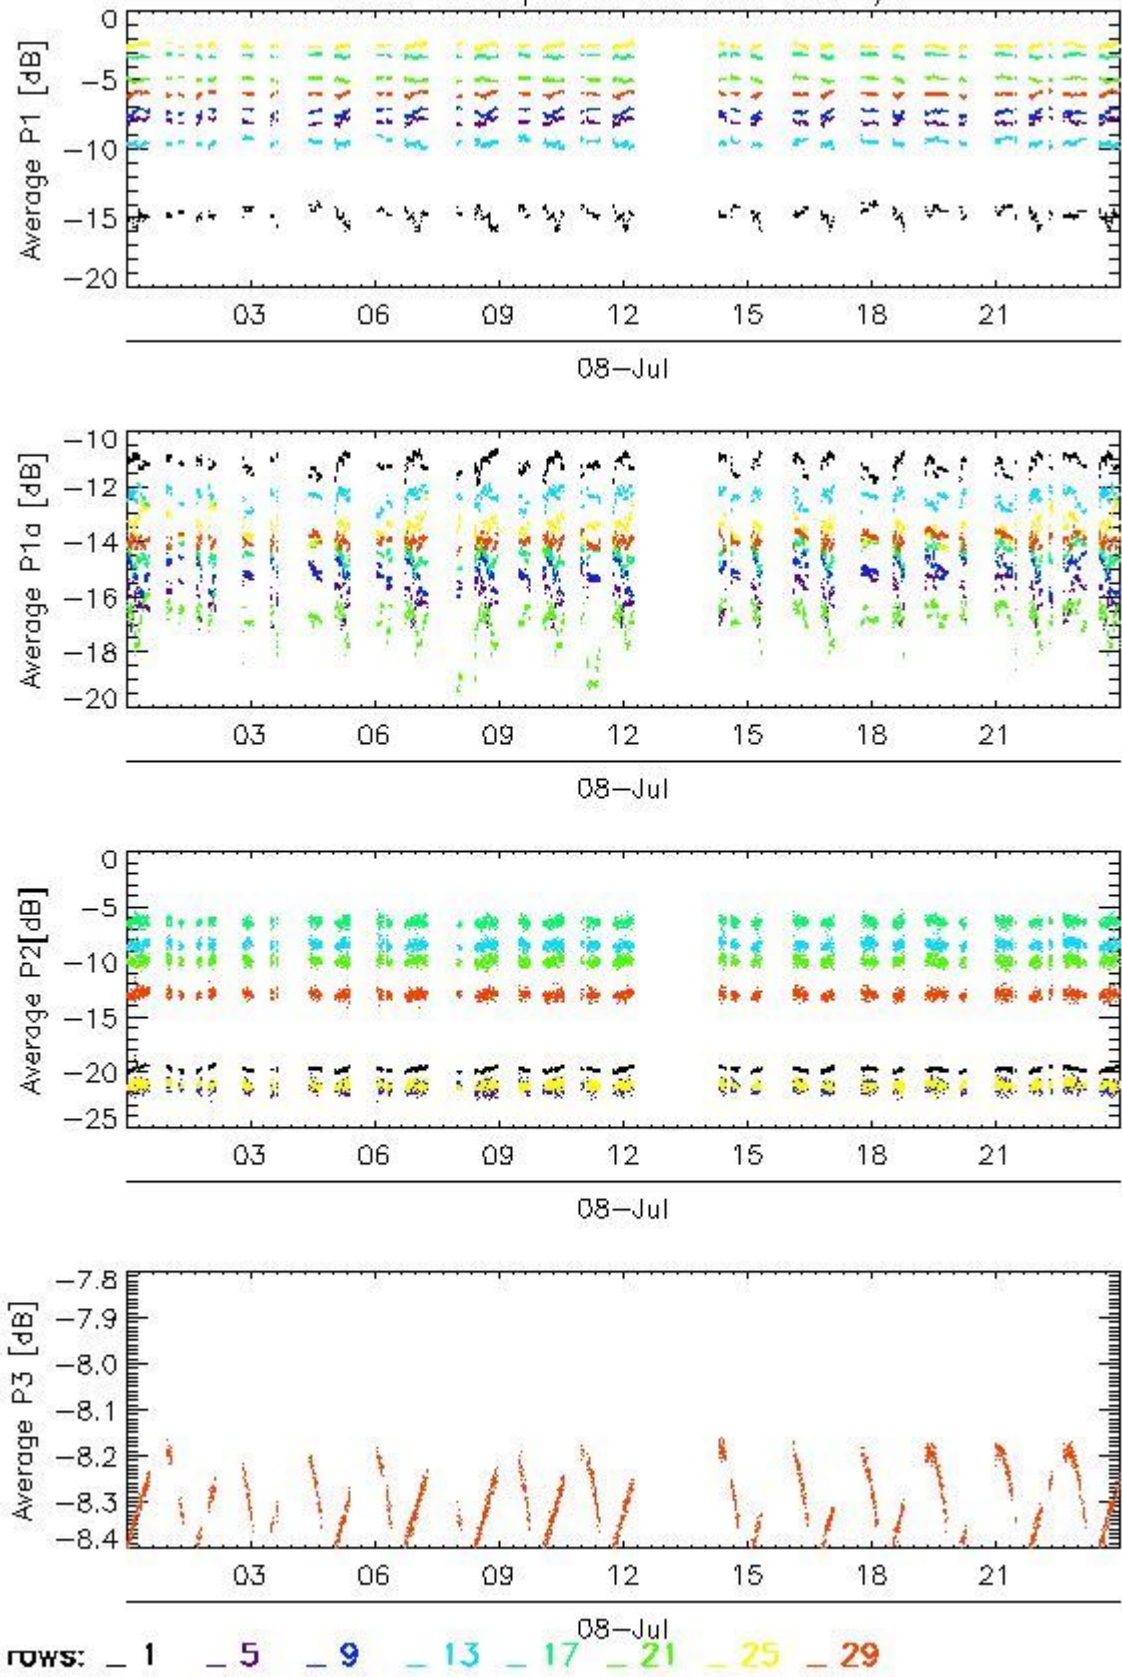 0
-5
-10
-15
-20
Average P1 [dB]
03 06 09 12 15 18 21
08-Jul
-10
-12
-14
-16
-18
-20
Average P1a [dB]
03 06 09 12 15 18 21
08-Jul
0
-5
-10
-15
-20
-25
Average P2[dB]
03 06 09 12 15 18 21
08-Jul
-7.8
-7.9
-8.0
-8.1
-8.2
-8.3
-8.4
Average P3 [dB]
03 06 09 12 15 18 21
08-Jul
rows: _ 1 _ 5 _ 9 _ 13 _ 17 _ 21 _ 25 _ 29